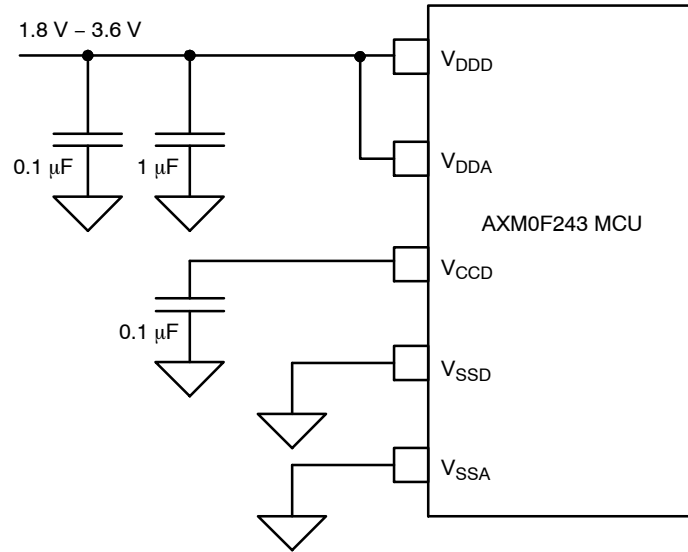 1.8 V – 3.6 V
V_DDD
0.1 μF
1 μF
V_DDA
AXM0F243 MCU
V_CCD
0.1 μF
V_SSD
V_SSA